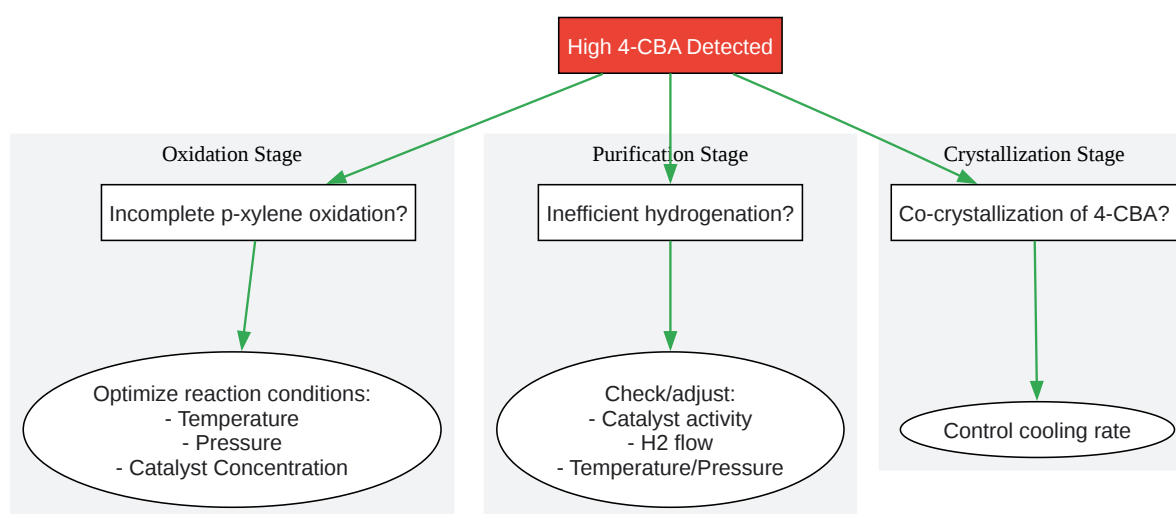 High 4-CBA Detected
Oxidation Stage
Purification Stage
Crystallization Stage
Incomplete p-xylene oxidation?
Inefficient hydrogenation?
Co-crystallization of 4-CBA?
Optimize reaction conditions:
- Temperature
- Pressure
- Catalyst Concentration
Check/adjust:
- Catalyst activity
- H2 flow
- Temperature/Pressure
Control cooling rate